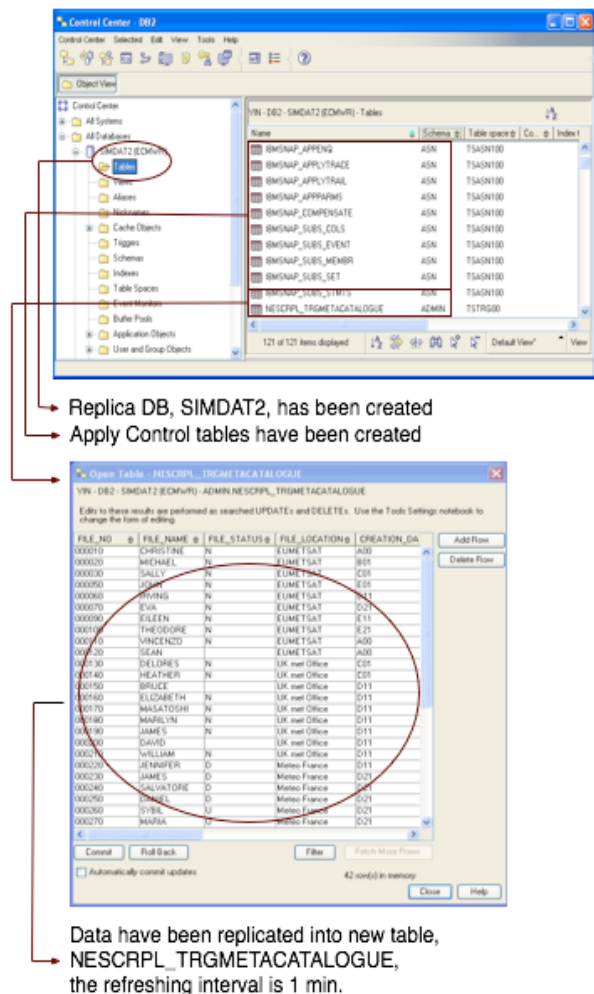 Control Center - DB2
Control Center Selected Edit View Tools Help
Object View
Control Center
All Systems
All Databases
SIMDAT2 (ECMWR)
Tables
Views
Aliases
Nicknames
Cache Objects
Triggers
Schemas
Indexes
Table Spaces
Event Monitors
Buffer Pools
Application Objects
User and Group Objects
YIN - DB2 - SIMDAT2 (ECMWR) - Tables
Name Schema Table space Co... Index t
IBMSNAP_APPENQ ASN TSASN100
IBMSNAP_APPLYTRACE ASN TSASN100
IBMSNAP_APPLYTRAIL ASN TSASN100
IBMSNAP_APPPARMS ASN TSASN100
IBMSNAP_COMPENSATE ASN TSASN100
IBMSNAP_SUBS_COLS ASN TSASN100
IBMSNAP_SUBS_EVENT ASN TSASN100
IBMSNAP_SUBS_MEMBR ASN TSASN100
IBMSNAP_SUBS_SET ASN TSASN100
IBMSNAP_SUBS_STMTS ASN TSASN100
NESCRPL_TRGMETACATALOGUE ADMIN TSTRG00
121 of 121 items displayed Default View* View
Replica DB, SIMDAT2, has been created
Apply Control tables have been created
Open Table - NESCRPL_TRGMETACATALOGUE
YIN - DB2 - SIMDAT2 (ECMWR) - ADMIN.NESCRPL_TRGMETACATALOGUE
Edits to these results are performed as searched UPDATEs and DELETEs. Use the Tools Settings notebook to
change the form of editing.
FILE_NO FILE_NAME FILE_STATUS FILE_LOCATION CREATION_DA
000010 CHRISTINE N EUMETSAT A00
000020 MICHAEL N EUMETSAT B01
000030 SALLY N EUMETSAT C01
000050 JOHN N EUMETSAT E01
000060 IRVING N EUMETSAT D11
000070 EVA N EUMETSAT D21
000090 EILEEN N EUMETSAT E11
000100 THEODORE N EUMETSAT E21
000110 VINCENZO N EUMETSAT A00
000120 SEAN EUMETSAT A00
000130 DELORES N UK met Office C01
000140 HEATHER N UK met Office C01
000150 BRUCE UK met Office D11
000160 ELIZABETH N UK met Office D11
000170 MASATOSHI N UK met Office D11
000180 MARILYN N UK met Office D11
000190 JAMES N UK met Office D11
000200 DAVID UK met Office D11
000210 WILLIAM N UK met Office D11
000220 JENNIFER D Meteo France D11
000230 JAMES D Meteo France D21
000240 SALVATORE D Meteo France D21
000250 DANIEL D Meteo France D21
000260 SYBIL U Meteo France D21
000270 MARIA U Meteo France D21
Add Row
Delete Row
Commit Roll Back Filter Fetch More Rows
Automatically commit updates 42 row(s) in memory
Close Help
Data have been replicated into new table,
NESCRPL_TRGMETACATALOGUE,
the refreshing interval is 1 min.